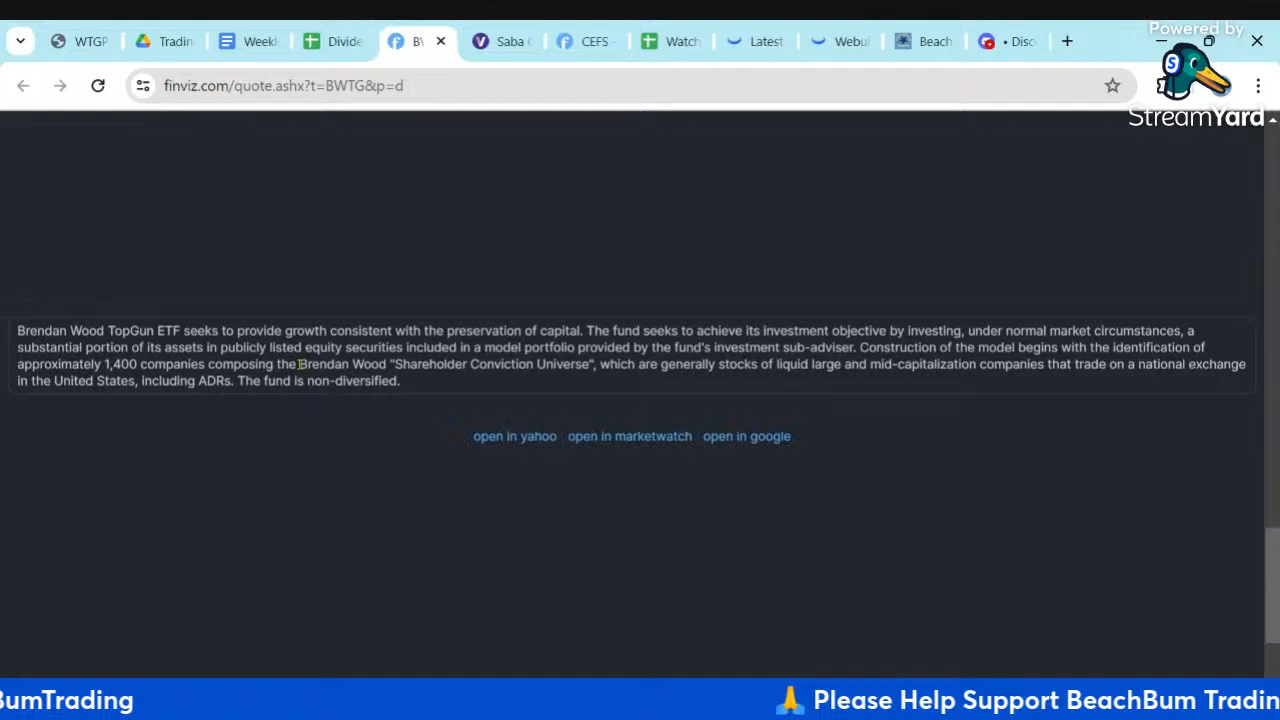 Powered by
WTGP
Tradin
Weekl
Divide
BV
Saba
CEFS -
Watch
Latest
Webul
Beach
• Disc
finviz.com/quote.ashx?t=BWTG&p=d
StreamYard
Brendan Wood TopGun ETF seeks to provide growth consistent with the preservation of capital. The fund seeks to achieve its investment objective by investing, under normal market circumstances, a
substantial portion of its assets in publicly listed equity securities included in a model portfolio provided by the fund's investment sub-adviser. Construction of the model begins with the identification of
approximately 1,400 companies composing the Brendan Wood "Shareholder Conviction Universe", which are generally stocks of liquid large and mid-capitalization companies that trade on a national exchange
in the United States, including ADRs. The fund is non-diversified.
open in yahoo open in marketwatch open in google
BumTrading 🙏 Please Help Support BeachBum Tradin